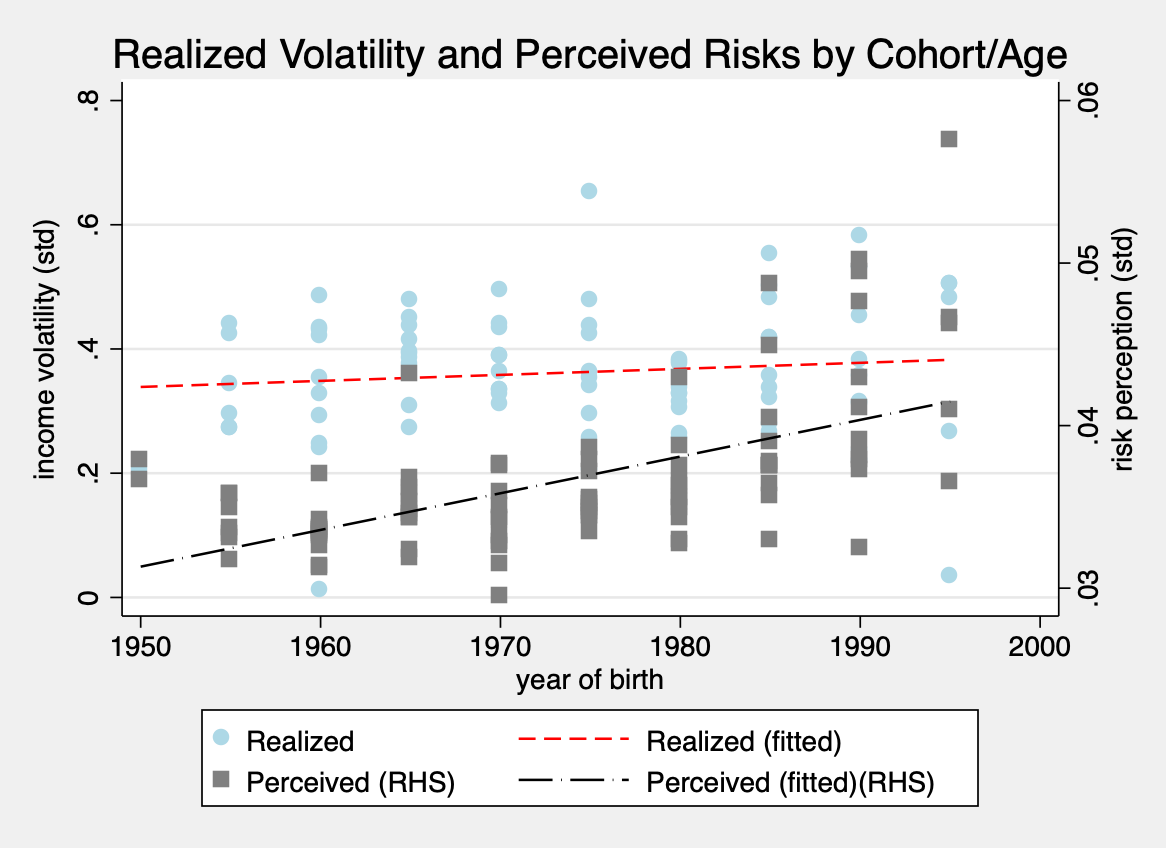 Realized Volatility and Perceived Risks by Cohort/Age
income volatility (std)
.8
.6
.4
.2
0
.06
.05
.04
.03
risk perception (std)
1950 1960 1970 1980 1990 2000
year of birth
Realized Realized (fitted)
Perceived (RHS) Perceived (fitted)(RHS)